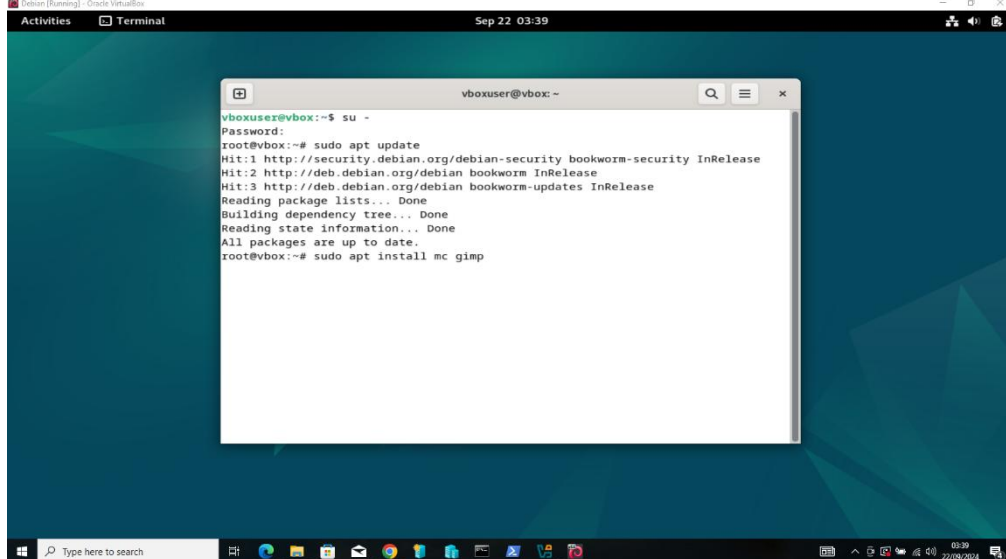 Debian [Running] - Oracle VirtualBox
Activities Terminal Sep 22 03:39
vboxuser@vbox: ~
vboxuser@vbox:~$ su -
Password:
root@vbox:~# sudo apt update
Hit:1 http://security.debian.org/debian-security bookworm-security InRelease
Hit:2 http://deb.debian.org/debian bookworm InRelease
Hit:3 http://deb.debian.org/debian bookworm-updates InRelease
Reading package lists... Done
Building dependency tree... Done
Reading state information... Done
All packages are up to date.
root@vbox:~# sudo apt install mc gimp
Type here to search
03:39
22/09/2024